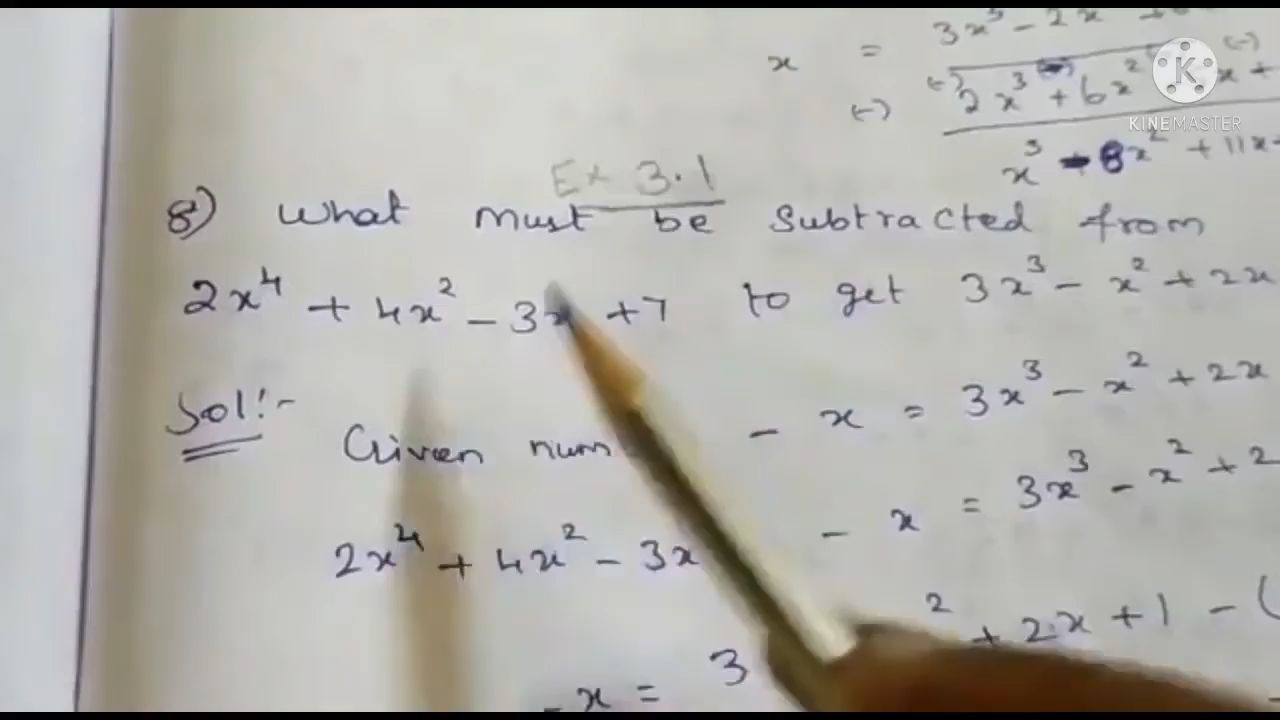 x = 3x³ - 2x
2x³ + 6x² x +
(-)
x³ - 8x² + 11x
KINEMASTER
Ex 3.1
8) What must be subtracted from
2x⁴ + 4x² - 3x + 7 to get 3x³ - x² + 2x
Sol:-
Given num - x = 3x³ - x² + 2x
2x⁴ + 4x² - 3x - x = 3x³ - x² + 2
- x = 3 ² + 2x + 1 - (